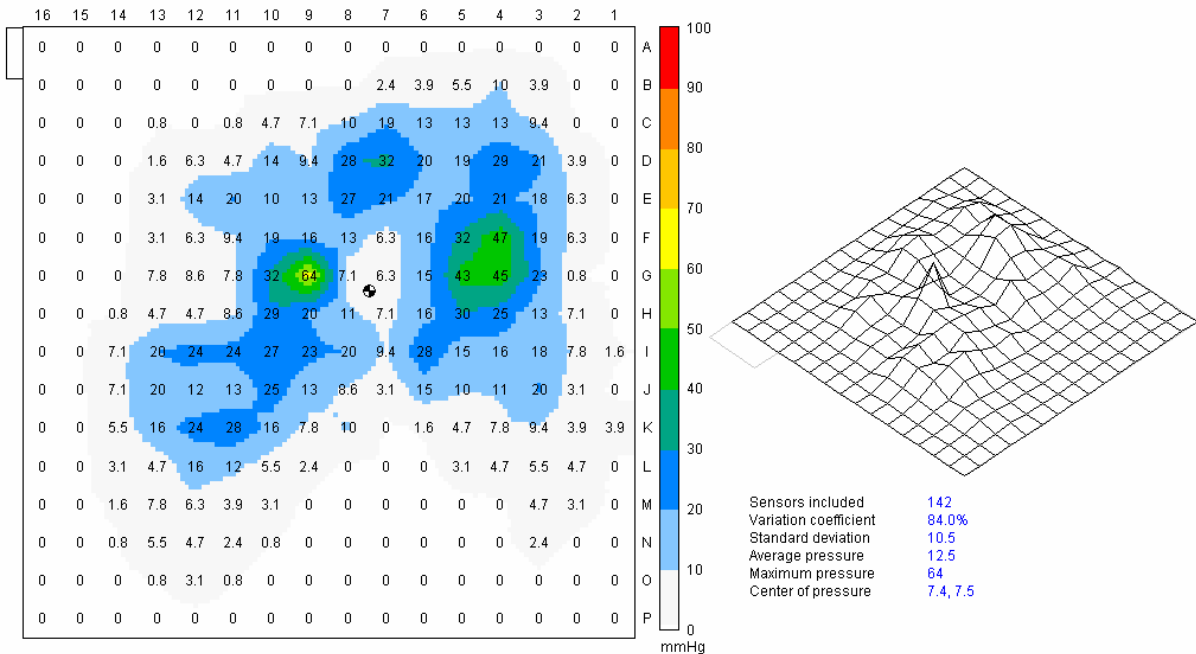 16 15 14 13 12 11 10 9 8 7 6 5 4 3 2 1
0 0 0 0 0 0 0 0 0 0 0 0 0 0 0 0 A
0 0 0 0 0 0 0 0 0 2.4 3.9 5.5 10 3.9 0 0 B
0 0 0 0.8 0 0.8 4.7 7.1 10 19 13 13 13 9.4 0 0 C
0 0 0 1.6 6.3 4.7 14 9.4 28 32 20 19 29 21 3.9 0 D
0 0 0 3.1 14 20 10 13 27 21 17 20 21 18 6.3 0 E
0 0 0 3.1 6.3 9.4 19 16 13 6.3 16 32 47 19 6.3 0 F
0 0 0 7.8 8.6 7.8 32 64 7.1 6.3 15 43 45 23 0.8 0 G
0 0 0.8 4.7 4.7 8.6 29 20 11 7.1 16 30 25 13 7.1 0 H
0 0 7.1 20 24 24 27 23 20 9.4 28 15 16 18 7.8 1.6 I
0 0 7.1 20 12 13 25 13 8.6 3.1 15 10 11 20 3.1 0 J
0 0 5.5 16 24 28 16 7.8 10 0 1.6 4.7 7.8 9.4 3.9 3.9 K
0 0 3.1 4.7 16 12 5.5 2.4 0 0 0 3.1 4.7 5.5 4.7 0 L
0 0 1.6 7.8 6.3 3.9 3.1 0 0 0 0 0 0 4.7 3.1 0 M
0 0 0.8 5.5 4.7 2.4 0.8 0 0 0 0 0 0 2.4 0 0 N
0 0 0 0.8 3.1 0.8 0 0 0 0 0 0 0 0 0 0 O
0 0 0 0 0 0 0 0 0 0 0 0 0 0 0 0 P
100
90
80
70
60
50
40
30
20
10
0
mmHg
Sensors included 142
Variation coefficient 84.0%
Standard deviation 10.5
Average pressure 12.5
Maximum pressure 64
Center of pressure 7.4, 7.5